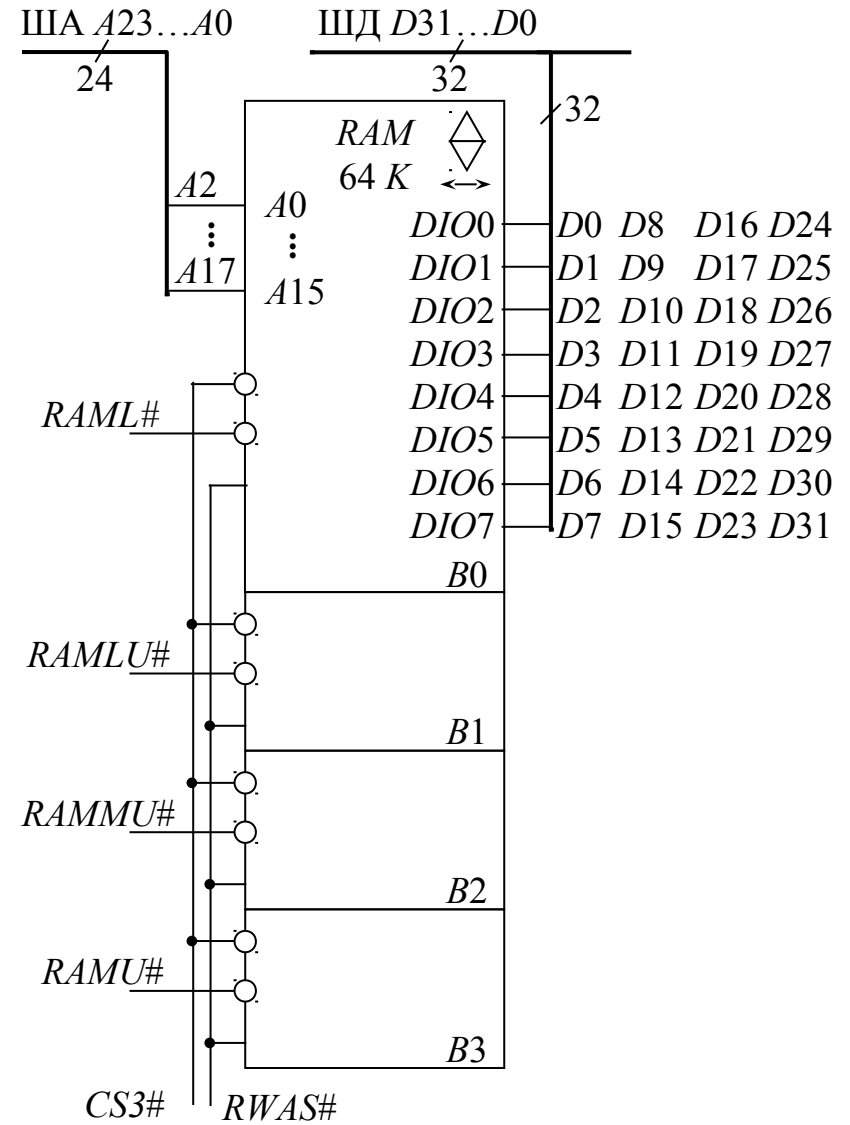 ША A23…A0 ШД D31…D0
24 32
32
RAM
64 K
A2 A0
A17 A15
DIO0 D0 D8 D16 D24
DIO1 D1 D9 D17 D25
DIO2 D2 D10 D18 D26
DIO3 D3 D11 D19 D27
DIO4 D4 D12 D20 D28
RAML#
DIO5 D5 D13 D21 D29
DIO6 D6 D14 D22 D30
DIO7 D7 D15 D23 D31
B0
RAMLU#
B1
RAMMU#
B2
RAMU#
B3
CS3# RWAS#